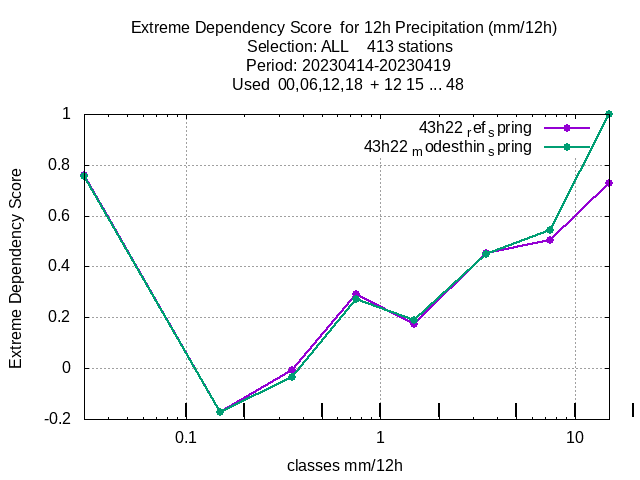 Extreme Dependency Score  for 12h Precipitation (mm/12h)
Selection: ALL    413 stations
Period: 20230414-20230419
Used  00,06,12,18  + 12 15 ... 48
43h22 ref spring
43h22 modesthin spring
1
0.8
0.6
0.4
0.2
0
-0.2
Extreme Dependency Score
0.1 1 10
classes mm/12h